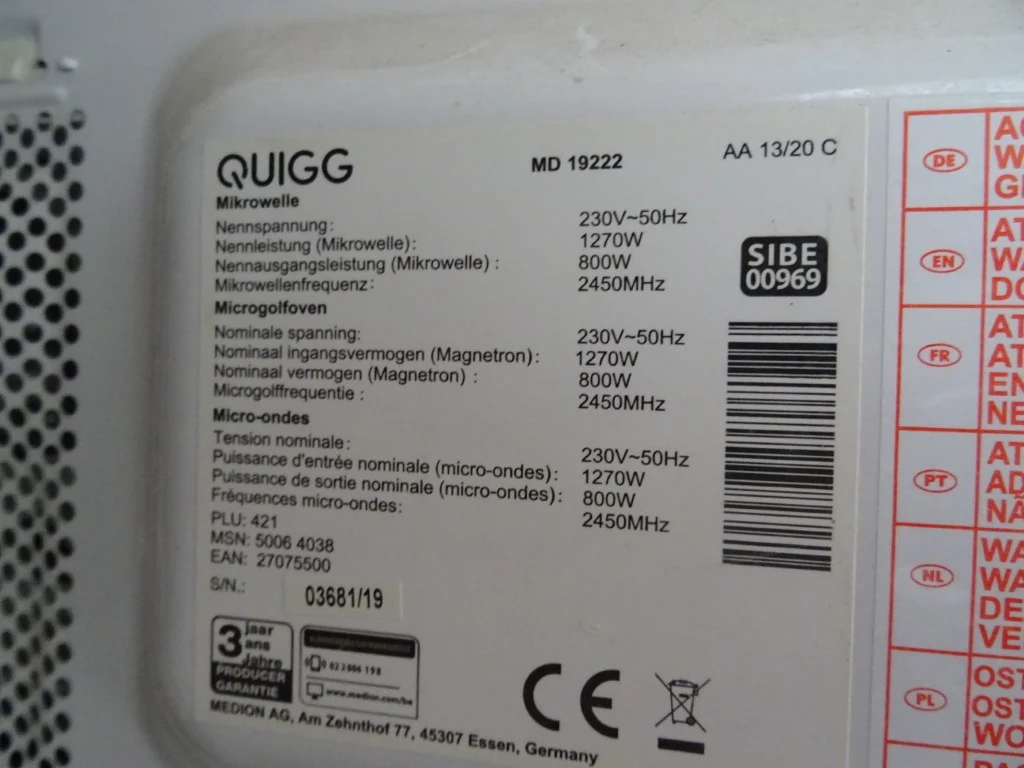 QUIGG
MD 19222
AA 13/20 C
Mikrowelle
Nennspannung: 230V~50Hz
Nennleistung (Mikrowelle): 1270W
Nennausgangsleistung (Mikrowelle) : 800W
Mikrowellenfrequenz: 2450MHz
Microgolfoven
Nominale spanning: 230V~50Hz
Nominaal ingangsvermogen (Magnetron): 1270W
Nominaal vermogen (Magnetron) : 800W
Microgolffrequentie : 2450MHz
Micro-ondes
Tension nominale: 230V~50Hz
Puissance d'entrée nominale (micro-ondes): 1270W
Puissance de sortie nominale (micro-ondes): 800W
Fréquences micro-ondes: 2450MHz
PLU: 421
MSN: 5006 4038
EAN: 27075500
S/N.: 03681/19
SIBE
00969
3 jaar
ans
Jahre
PRODUCER
GARANTIE
02 2006 198
www.medion.com/be
CE
MEDION AG, Am Zehnthof 77, 45307 Essen, Germany
DE
EN
FR
PT
NL
PL